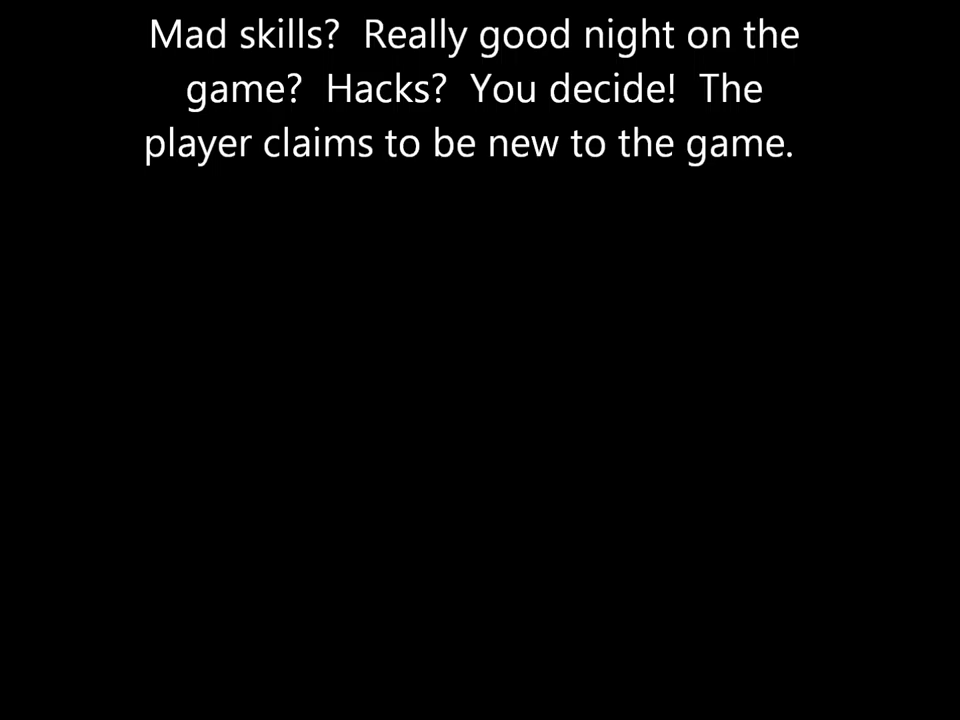 Mad skills?  Really good night on the
game?  Hacks?  You decide!  The
player claims to be new to the game.